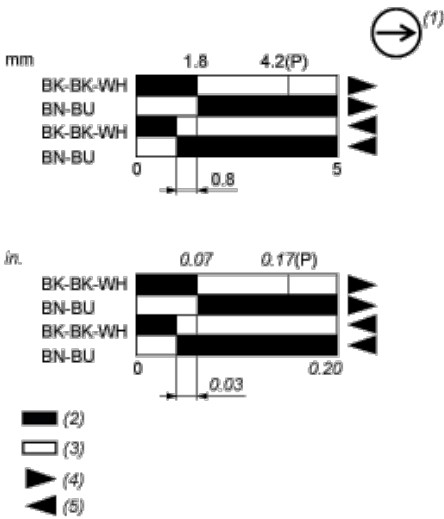 (1)
mm 1.8 4.2(P)
BK-BK-WH
BN-BU
BK-BK-WH
BN-BU
0 5
0.8
in. 0.07 0.17(P)
BK-BK-WH
BN-BU
BK-BK-WH
BN-BU
0 0.20
0.03
(2)
(3)
(4)
(5)